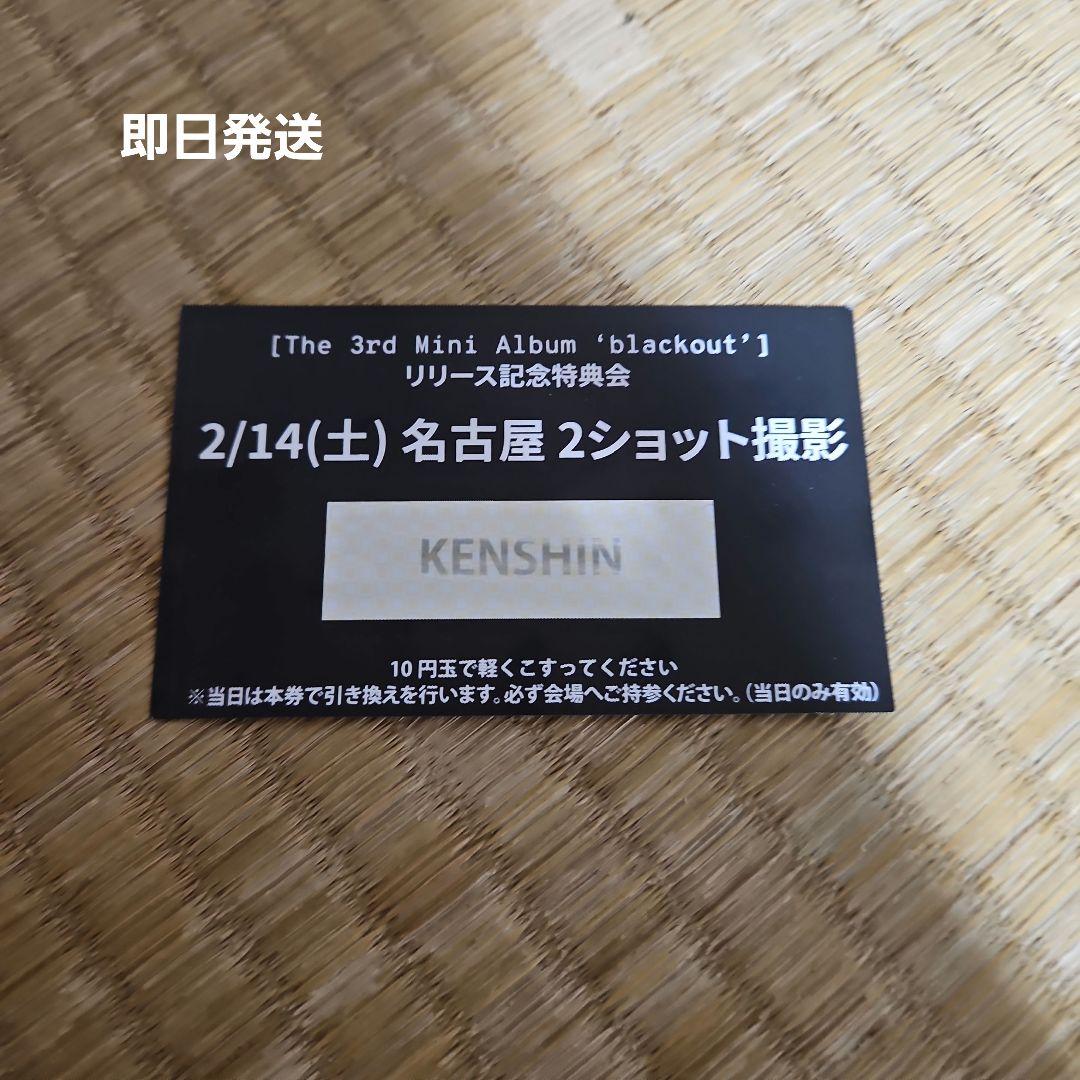 即日発送
[The 3rd Mini Album ‘blackout’]
リリース記念特典会
2/14(土) 名古屋 2ショット撮影
KENSHIN
10円玉で軽くこすってください
※当日は本券で引き換えを行います。必ず会場へご持参ください。(当日のみ有効)